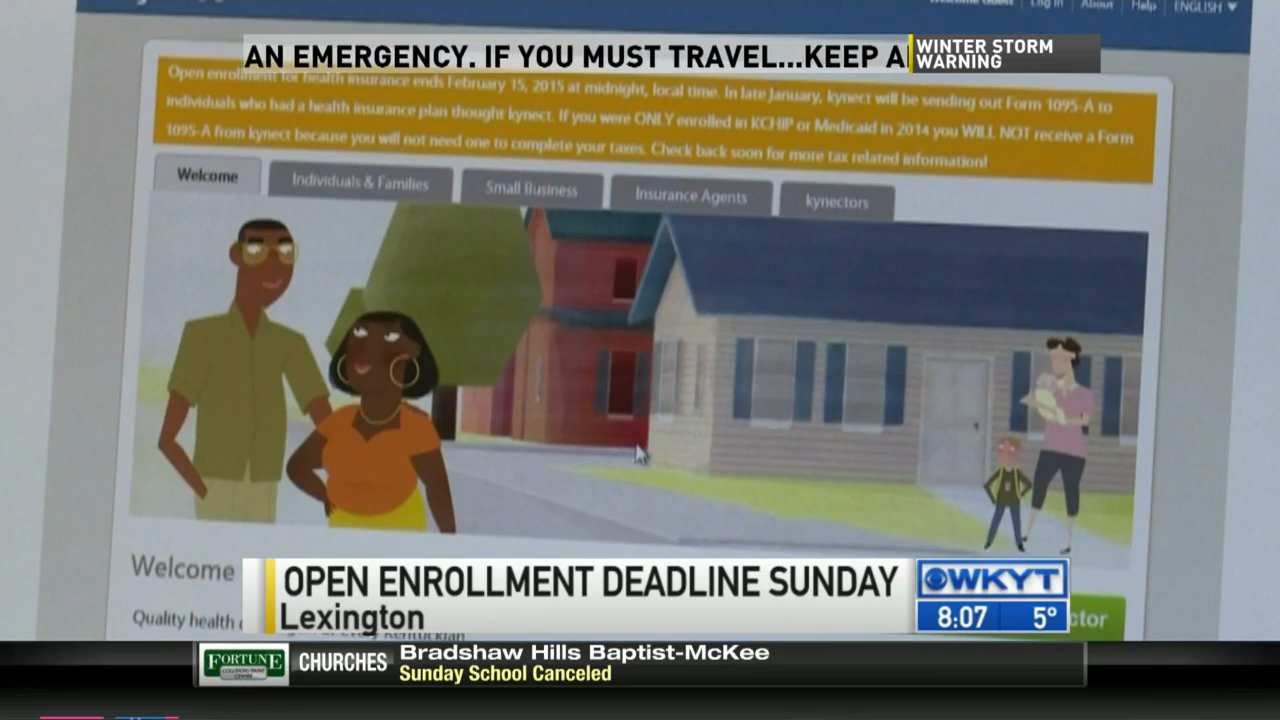 Log In | About | Help | ENGLISH
AN EMERGENCY. IF YOU MUST TRAVEL...KEEP A
WINTER STORM
WARNING
Open enrollment for health insurance ends February 15, 2015 at midnight, local time. In late January, kynect will be sending out Form 1095-A to
individuals who had a health insurance plan thought kynect. If you were ONLY enrolled in KCHIP or Medicaid in 2014 you WILL NOT receive a Form
1095-A from kynect because you will not need one to complete your taxes. Check back soon for more tax related information!
Welcome
Individuals & Families
Small Business
Insurance Agents
kynectors
Welcome
OPEN ENROLLMENT DEADLINE SUNDAY
Lexington
WKYT
8:07 5°
Quality health
ctor
FORTUNE
COLLISION/PAINT
CENTER
CHURCHES
Bradshaw Hills Baptist-McKee
Sunday School Canceled